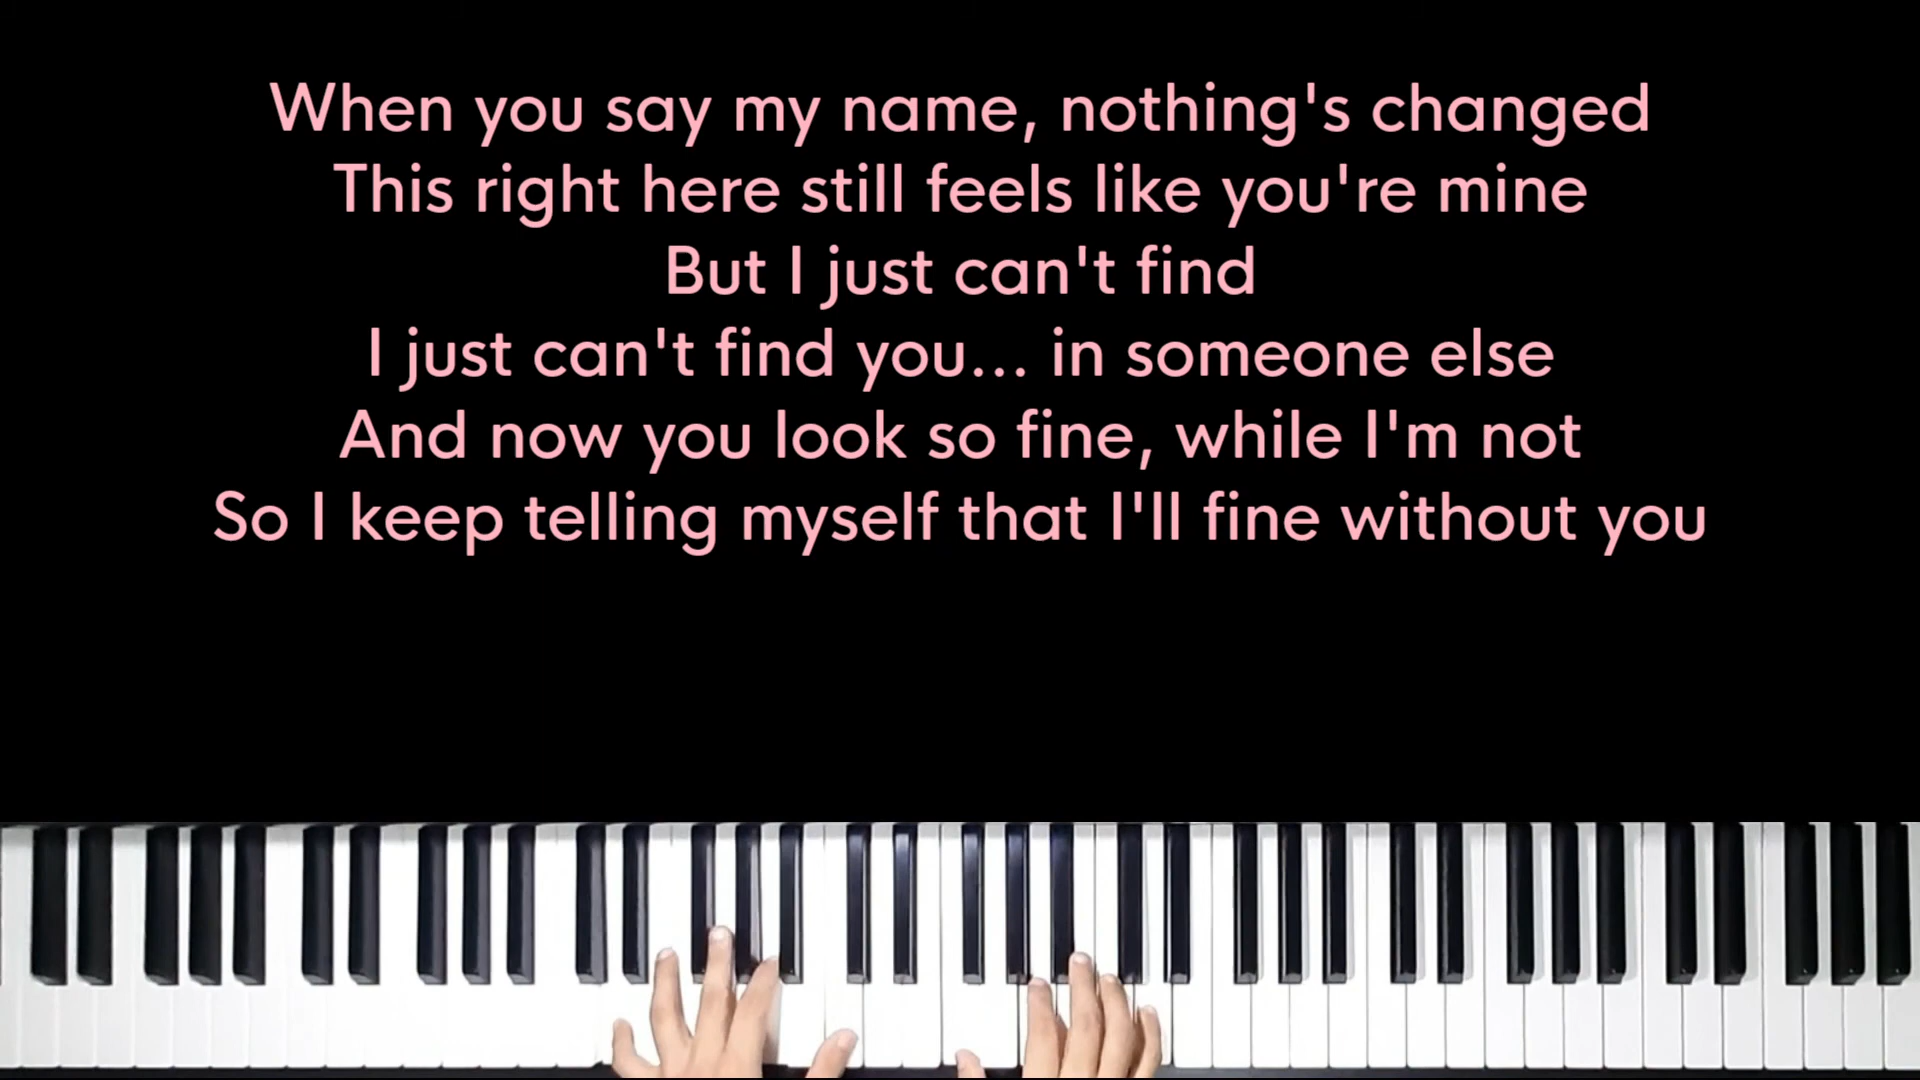 When you say my name, nothing's changed
This right here still feels like you're mine
But I just can't find
I just can't find you... in someone else
And now you look so fine, while I'm not
So I keep telling myself that I'll fine without you